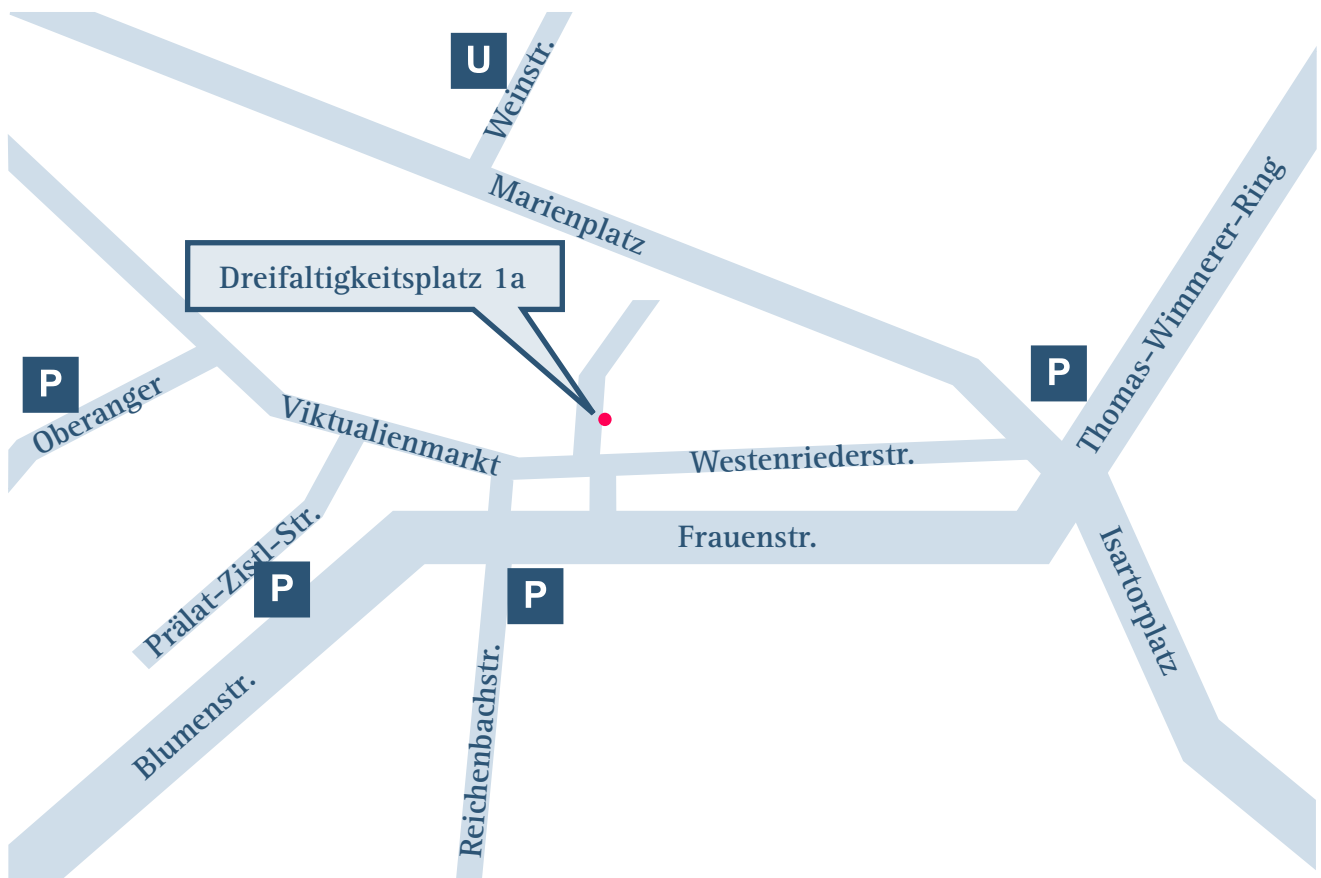 U
Weinstr.
Marienplatz
Thomas-Wimmerer-Ring
Dreifaltigkeitsplatz 1a
P
P
Oberanger
Viktualienmarkt
Westenriederstr.
Prälat-Zistl-Str.
Frauenstr.
Isartorplatz
P
P
Blumenstr.
Reichenbachstr.